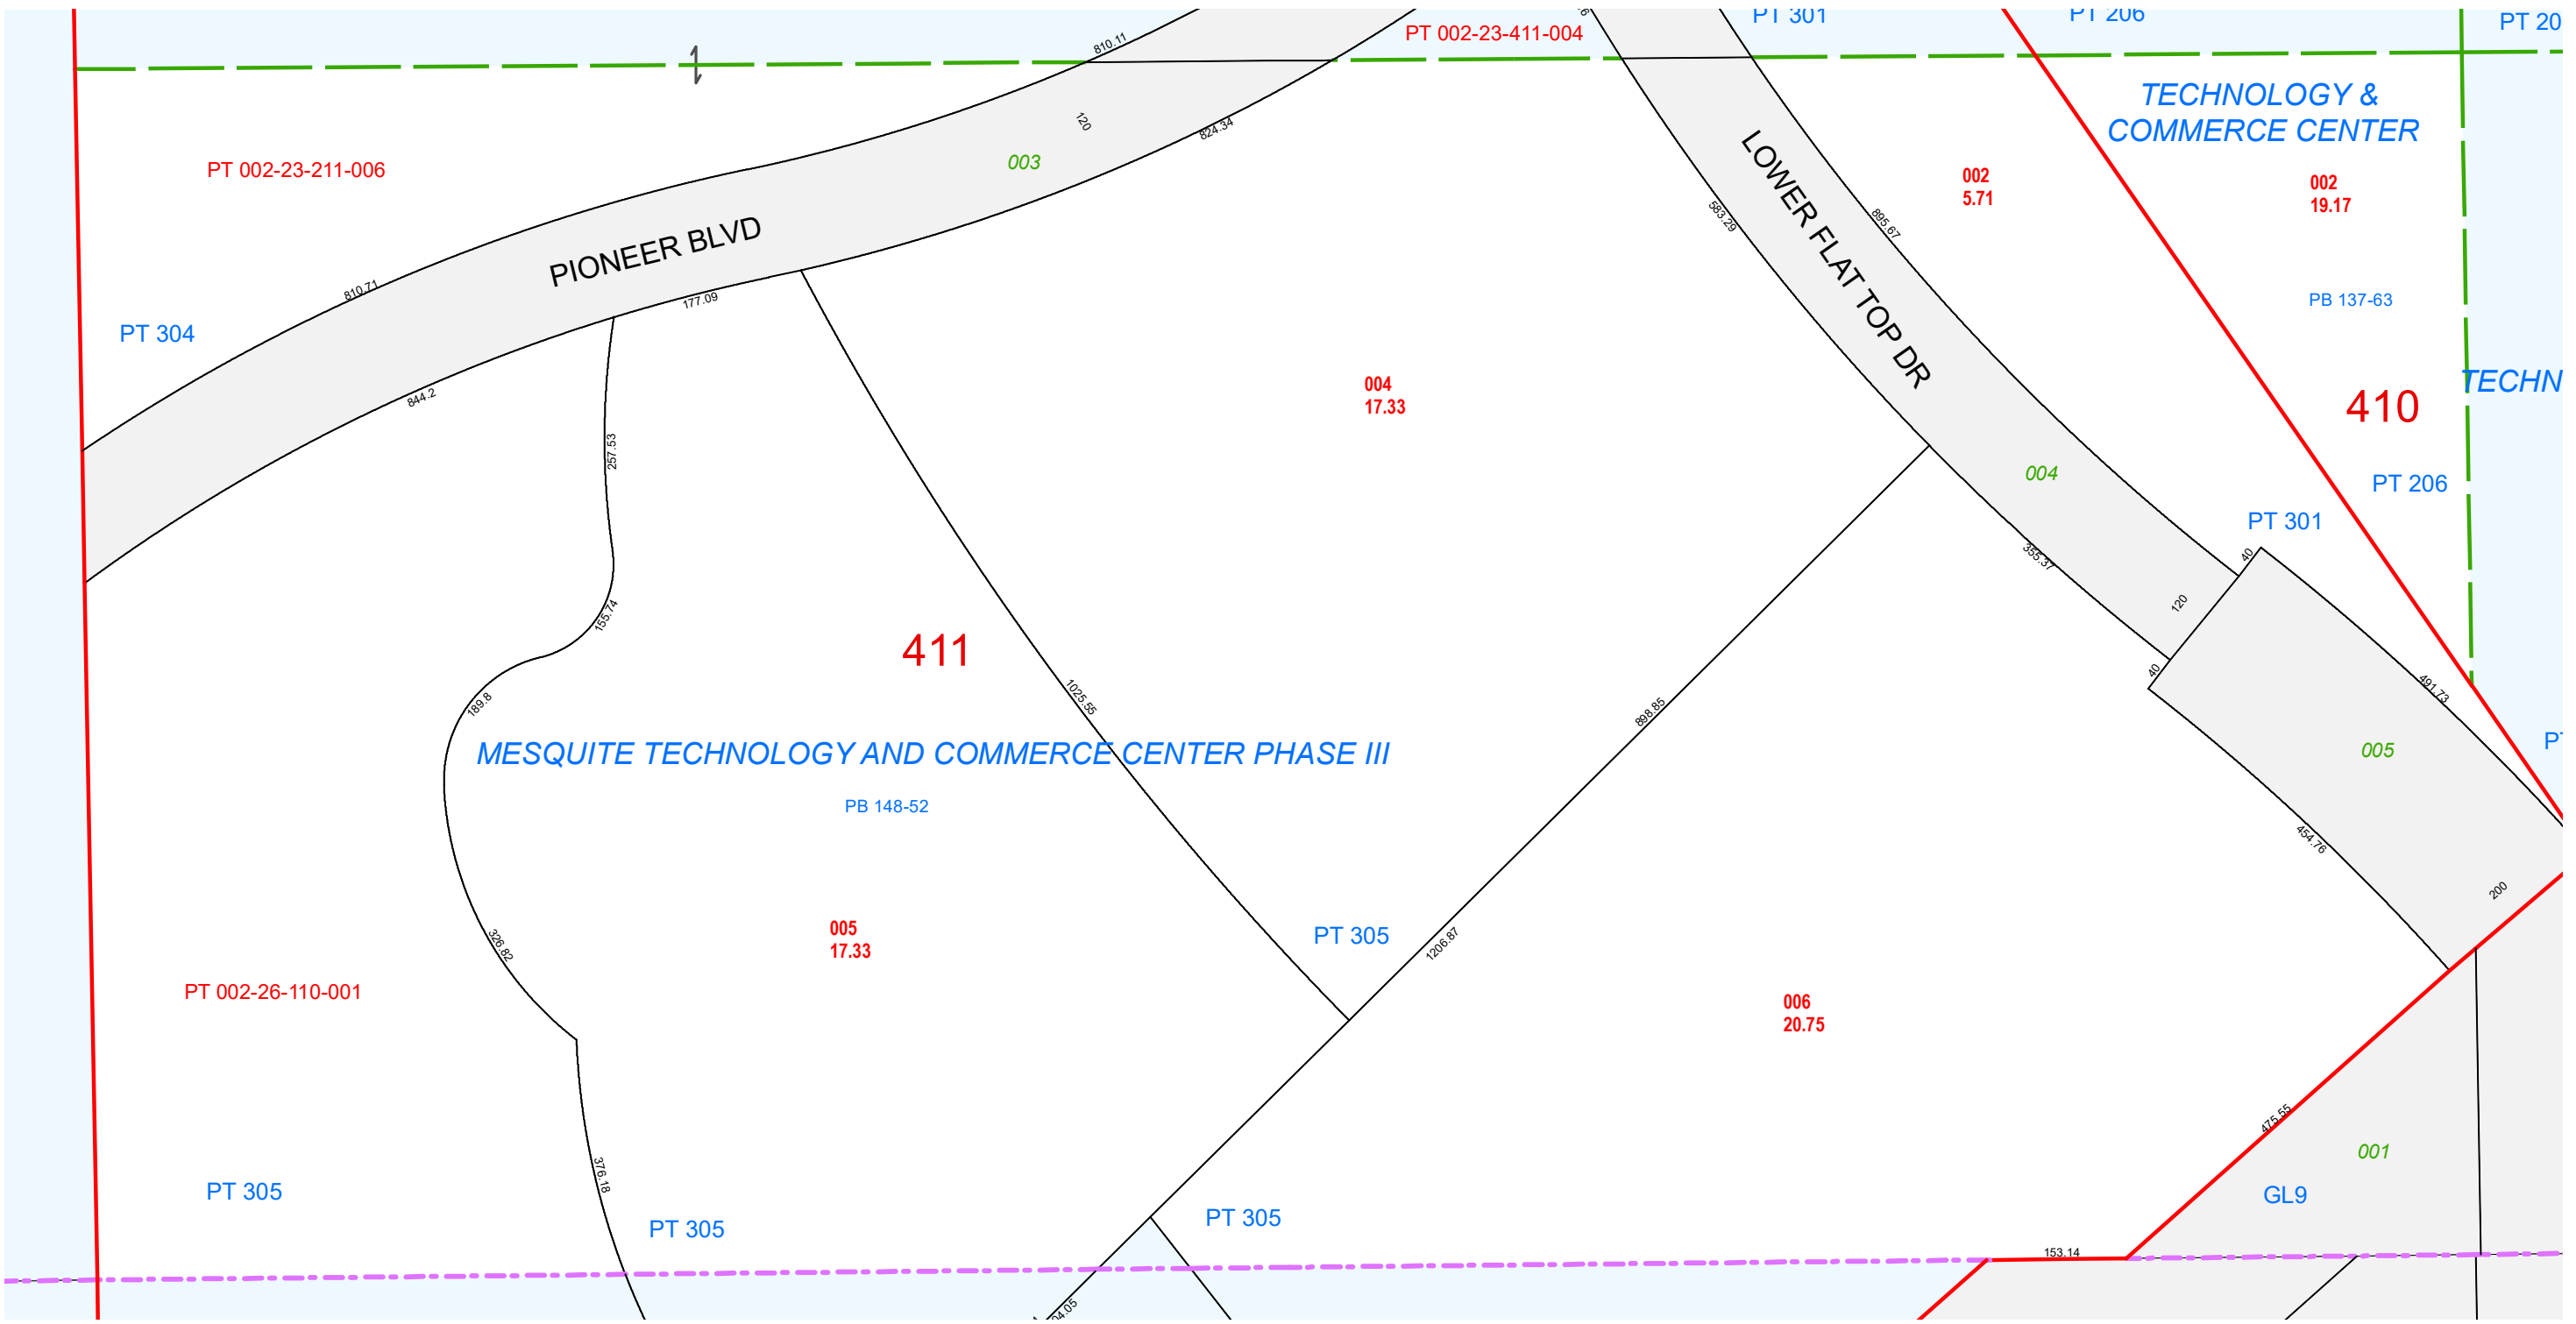 PT 301
PT 206
PT 20
PT 002-23-411-004
810.11
TECHNOLOGY &
COMMERCE CENTER
120
824.34
003
PT 002-23-211-006
LOWER FLAT TOP DR
002
5.71
002
19.17
583.29
895.67
PIONEER BLVD
810.71
177.09
PB 137-63
PT 304
844.2
004
17.33
TECHN
410
257.53
004
PT 206
PT 301
355.37
40
120
155.74
411
40
189.8
1025.55
898.85
491.73
MESQUITE TECHNOLOGY AND COMMERCE CENTER PHASE III
005
PB 148-52
454.76
200
005
17.33
PT 305
1206.87
326.82
PT 002-26-110-001
006
20.75
475.55
001
376.18
PT 305
GL9
PT 305
PT 305
153.14
04.05